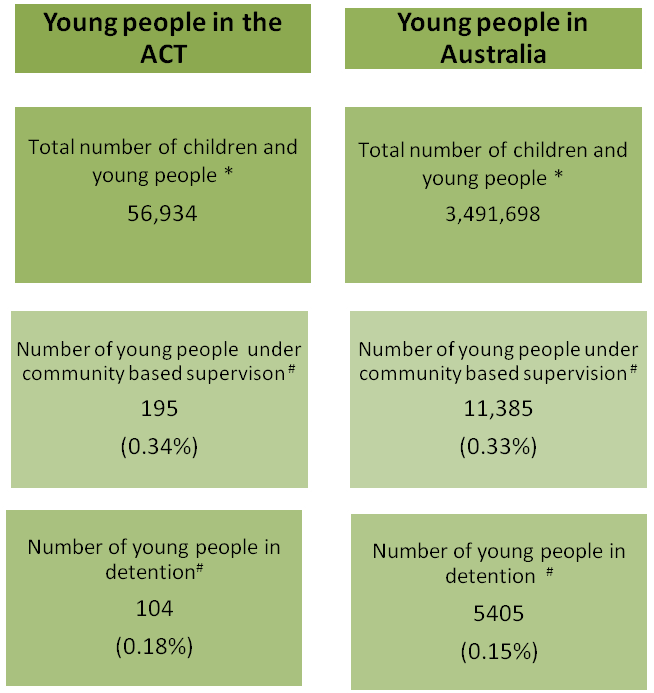 Young people in the
ACT
Young people in
Australia
Total number of children and
young people *
56,934
Total number of children and
young people *
3,491,698
Number of young people under
community based supervison#
195
(0.34%)
Number of young people under
community based supervision#
11,385
(0.33%)
Number of young people in
detention#
104
(0.18%)
Number of young people in
detention #
5405
(0.15%)